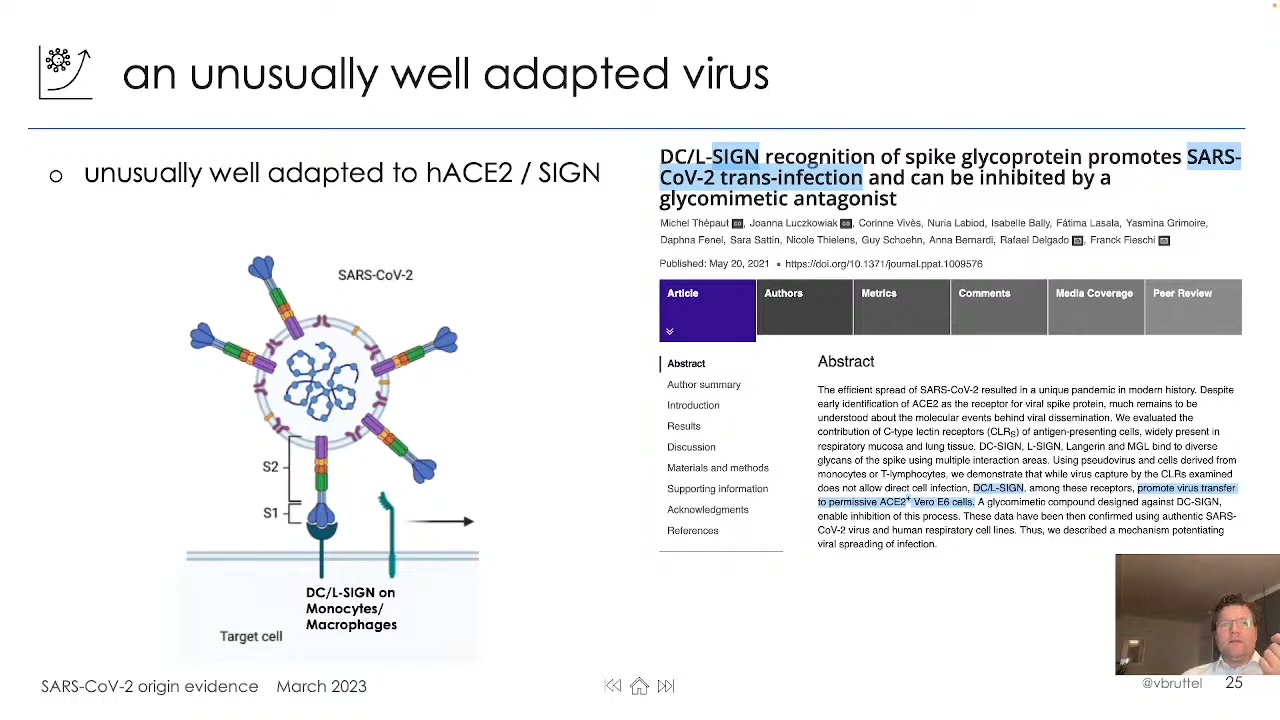 an unusually well adapted virus
o unusually well adapted to hACE2 / SIGN
SARS-CoV-2
S2
S1
DC/L-SIGN on
Monocytes/
Macrophages
Target cell
DC/L-SIGN recognition of spike glycoprotein promotes SARS-
CoV-2 trans-infection and can be inhibited by a
glycomimetic antagonist
Michel Thépaut, Joanna Luczkowiak, Corinne Vivès, Nuria Labiod, Isabelle Bally, Fátima Lasala, Yasmina Grimoire,
Daphna Fenel, Sara Sattin, Nicole Thielens, Guy Schoehn, Anna Bernardi, Rafael Delgado, Franck Fieschi
Published: May 20, 2021 • https://doi.org/10.1371/journal.ppat.1009576
Article Authors Metrics Comments Media Coverage Peer Review
Abstract
Author summary
Introduction
Results
Discussion
Materials and methods
Supporting information
Acknowledgments
References
Abstract
The efficient spread of SARS-CoV-2 resulted in a unique pandemic in modern history. Despite
early identification of ACE2 as the receptor for viral spike protein, much remains to be
understood about the molecular events behind viral dissemination. We evaluated the
contribution of C-type lectin receptors (CLRS) of antigen-presenting cells, widely present in
respiratory mucosa and lung tissue. DC-SIGN, L-SIGN, Langerin and MGL bind to diverse
glycans of the spike using multiple interaction areas. Using pseudovirus and cells derived from
monocytes or T-lymphocytes, we demonstrate that while virus capture by the CLRs examined
does not allow direct cell infection, DC/L-SIGN, among these receptors, promote virus transfer
to permissive ACE2+ Vero E6 cells. A glycomimetic compound designed against DC-SIGN,
enable inhibition of this process. These data have been then confirmed using authentic SARS-
CoV-2 virus and human respiratory cell lines. Thus, we described a mechanism potentiating
viral spreading of infection.
SARS-CoV-2 origin evidence March 2023
@vbruttel 25